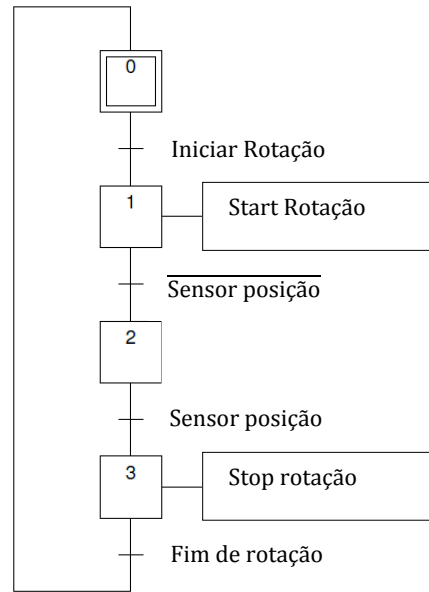 0
Iniciar Rotação
1
Start Rotação
Sensor posição
2
Sensor posição
3
Stop rotação
Fim de rotação